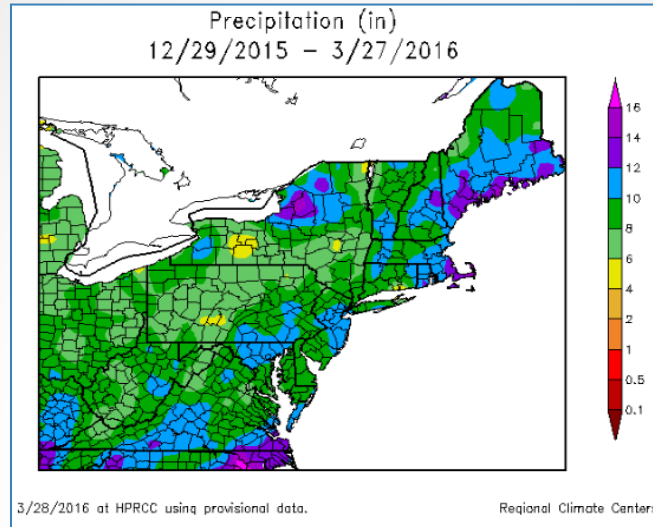 Precipitation (in)
12/29/2015 – 3/27/2016
16
14
12
10
8
6
4
2
1
0.5
0.1
3/28/2016 at HPRCC using provisional data.
Regional Climate Centers